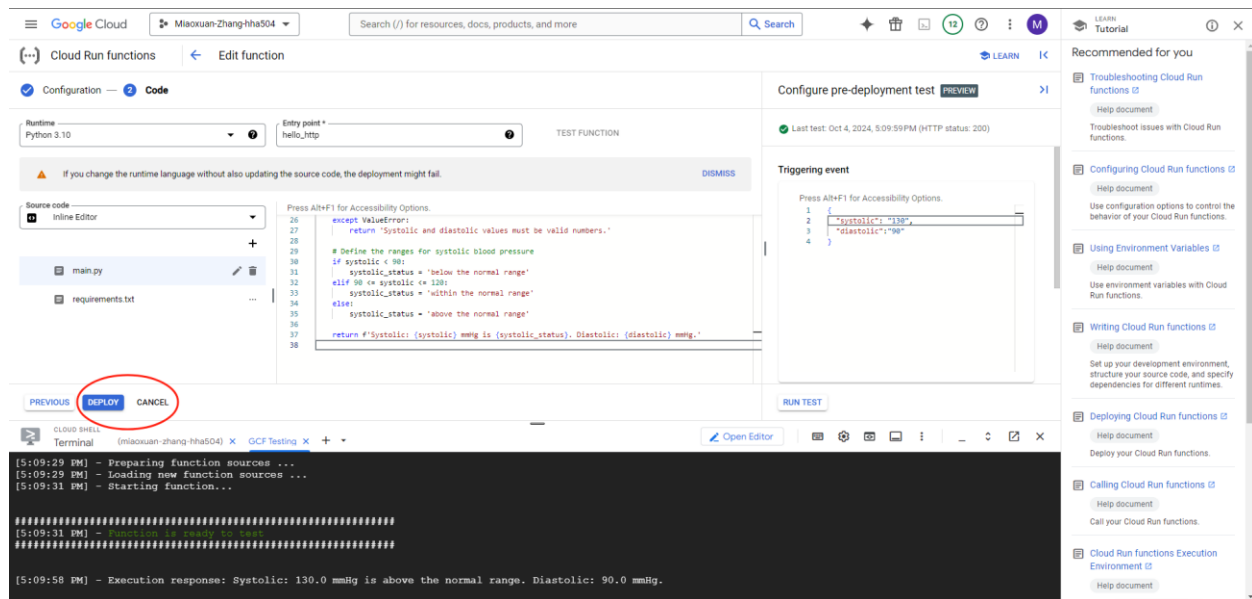 Google Cloud
Miaoxuan-Zhang-hha504
Search (/) for resources, docs, products, and more
Search
12
M
Cloud Run functions
Edit function
LEARN
Configuration
2
Code
Runtime
Python 3.10
Entry point *
hello_http
TEST FUNCTION
If you change the runtime language without also updating the source code, the deployment might fail.
DISMISS
Source code
Inline Editor
main.py
requirements.txt
Press Alt+F1 for Accessibility Options.
26 except ValueError:
27 return 'Systolic and diastolic values must be valid numbers.'
28
29 # Define the ranges for systolic blood pressure
30 if systolic < 90:
31 systolic_status = 'below the normal range'
32 elif 90 <= systolic <= 120:
33 systolic_status = 'within the normal range'
34 else:
35 systolic_status = 'above the normal range'
36
37 return f'Systolic: {systolic} mmHg is {systolic_status}. Diastolic: {diastolic} mmHg.'
38
PREVIOUS
DEPLOY
CANCEL
Configure pre-deployment test PREVIEW
Last test: Oct 4, 2024, 5:09:59 PM (HTTP status: 200)
Triggering event
Press Alt+F1 for Accessibility Options.
1 {
2 "systolic": "130",
3 "diastolic":"90"
4 }
RUN TEST
CLOUD SHELL
Terminal
(miaoxuan-zhang-hha504)
GCF Testing
Open Editor
[5:09:29 PM] - Preparing function sources ...
[5:09:29 PM] - Loading new function sources ...
[5:09:31 PM] - Starting function...
##############################################################
[5:09:31 PM] - Function is ready to test
##############################################################
[5:09:58 PM] - Execution response: Systolic: 130.0 mmHg is above the normal range. Diastolic: 90.0 mmHg.
LEARN
Tutorial
Recommended for you
Troubleshooting Cloud Run
functions
Help document
Troubleshoot issues with Cloud Run
functions.
Configuring Cloud Run functions
Help document
Use configuration options to control the
behavior of your Cloud Run functions.
Using Environment Variables
Help document
Use environment variables with Cloud
Run functions.
Writing Cloud Run functions
Help document
Set up your development environment,
structure your source code, and specify
dependencies for different runtimes.
Deploying Cloud Run functions
Help document
Deploy your Cloud Run functions.
Calling Cloud Run functions
Help document
Call your Cloud Run functions.
Cloud Run functions Execution
Environment
Help document